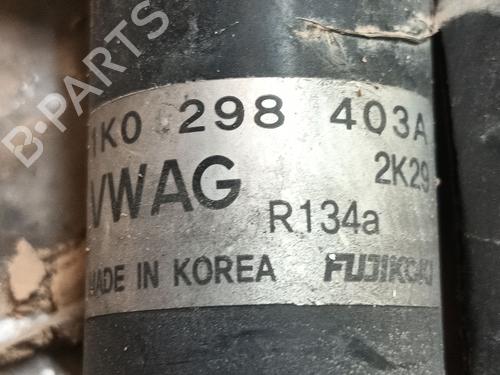 B-PARTS
1K0 298 403A
VWAG
2K29
R134a
MADE IN KOREA
FUJIKOKI